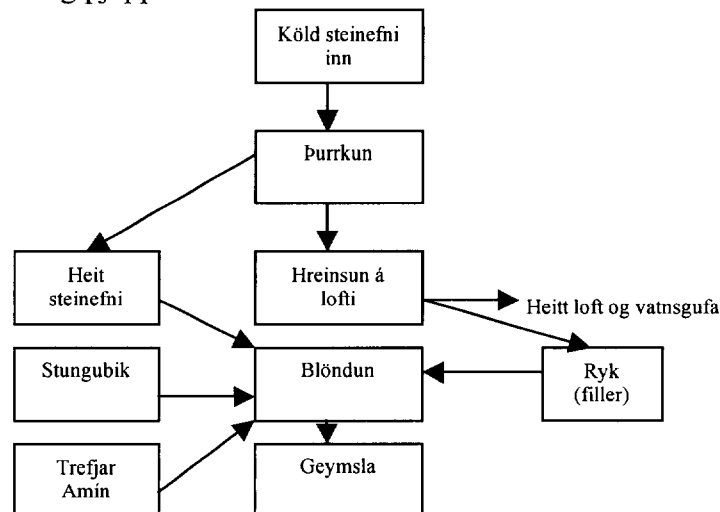 Köld steinefni
inn
Þurrkun
Heit
steinefni
Hreinsun á
lofti
Heitt loft og vatnsgufa
Stungubik
Blöndun
Ryk
(filler)
Trefjar
Amín
Geymsla